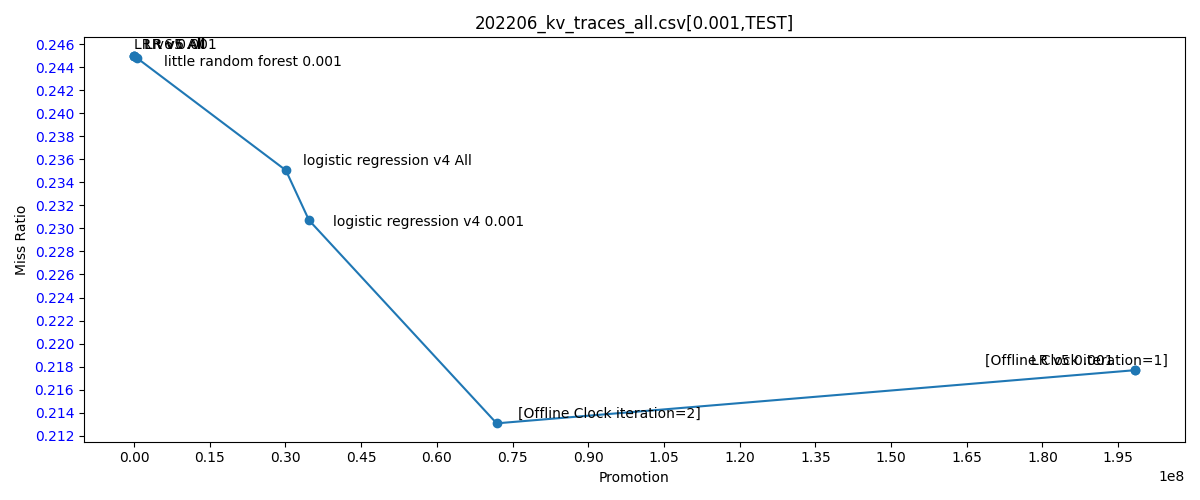 202206_kv_traces_all.csv[0.001,TEST]
0.246
0.244
0.242
0.240
0.238
0.236
0.234
0.232
0.230
0.228
0.226
0.224
0.222
0.220
0.218
0.216
0.214
0.212
Miss Ratio
little random forest 0.001
logistic regression v4 All
logistic regression v4 0.001
[Offline Clock iteration=2]
[Offline Clock iteration=1]
LR v5 0.001
0.00 0.15 0.30 0.45 0.60 0.75 0.90 1.05 1.20 1.35 1.50 1.65 1.80 1.95
1e8
Promotion